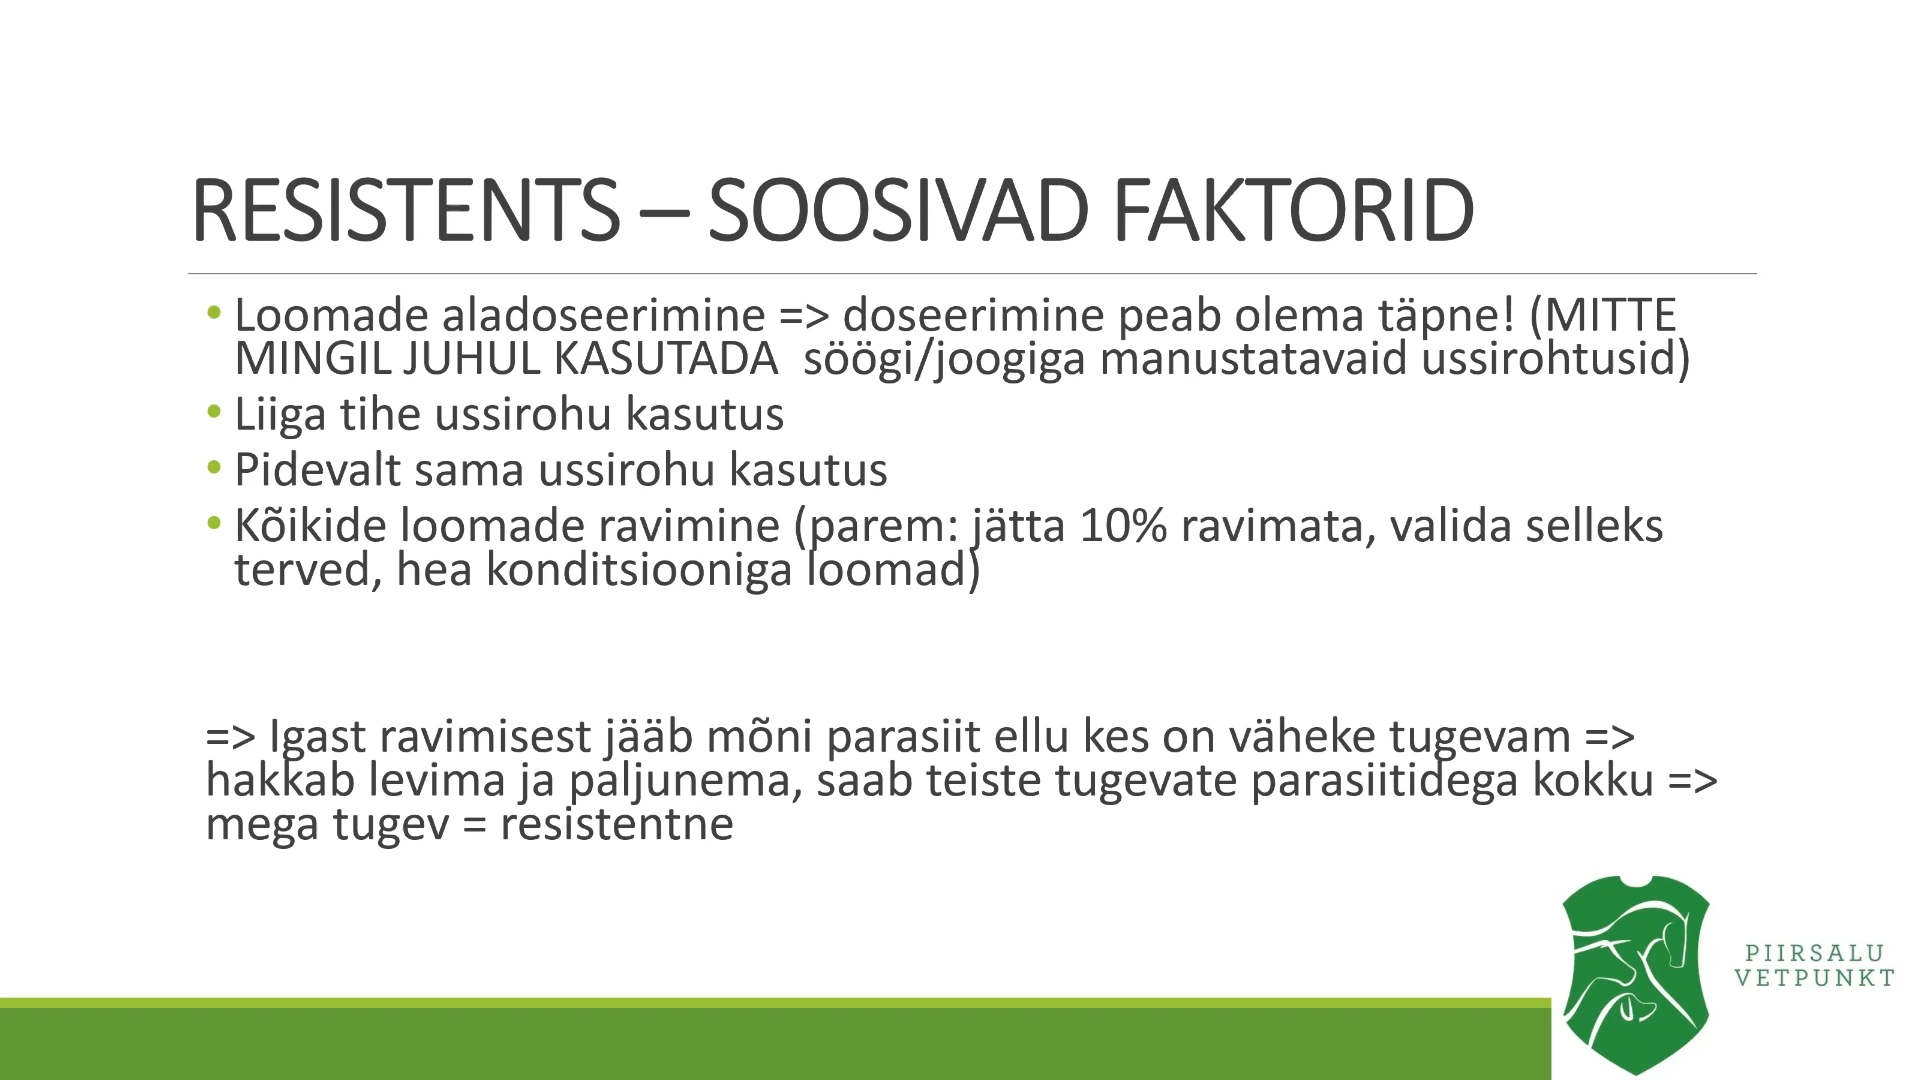 RESISTENTS – SOOSIVAD FAKTORID
• Loomade aladoseerimine => doseerimine peab olema täpne! (MITTE
MINGIL JUHUL KASUTADA  söögi/joogiga manustatavaid ussirohtusid)
• Liiga tihe ussirohu kasutus
• Pidevalt sama ussirohu kasutus
• Kõikide loomade ravimine (parem: jätta 10% ravimata, valida selleks
terved, hea konditsiooniga loomad)
=> Igast ravimisest jääb mõni parasiit ellu kes on väheke tugevam =>
hakkab levima ja paljunema, saab teiste tugevate parasiitidega kokku =>
mega tugev = resistentne
PIIRSALU
VETPUNKT